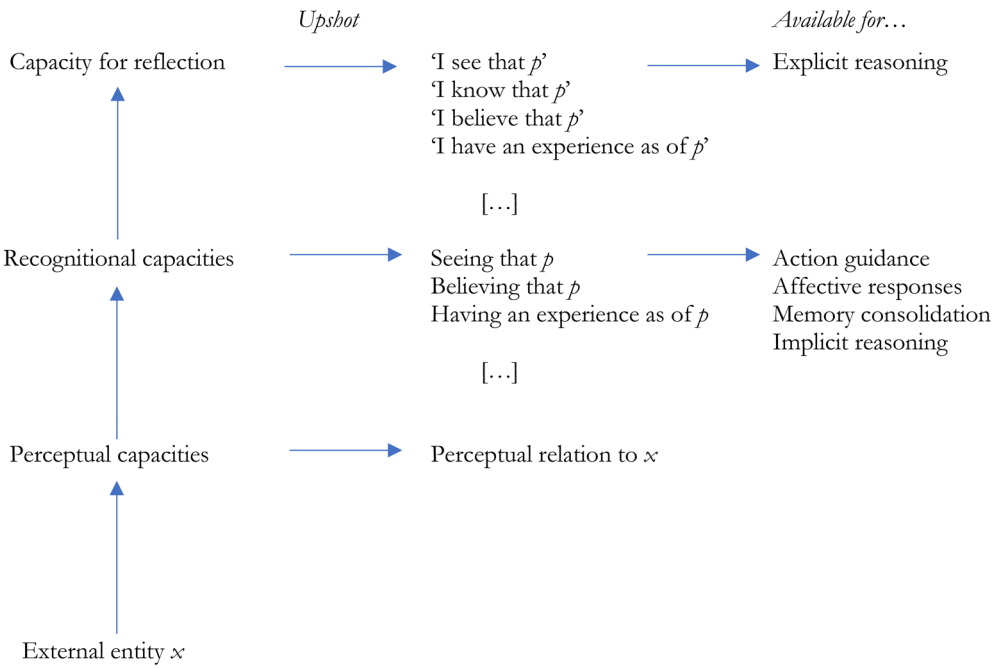 Upshot
Available for…
Capacity for reflection
‘I see that p’
Explicit reasoning
‘I know that p’
‘I believe that p’
‘I have an experience as of p’
[…]
Recognitional capacities
Seeing that p
Action guidance
Believing that p
Affective responses
Having an experience as of p
Memory consolidation
Implicit reasoning
[…]
Perceptual capacities
Perceptual relation to x
External entity x